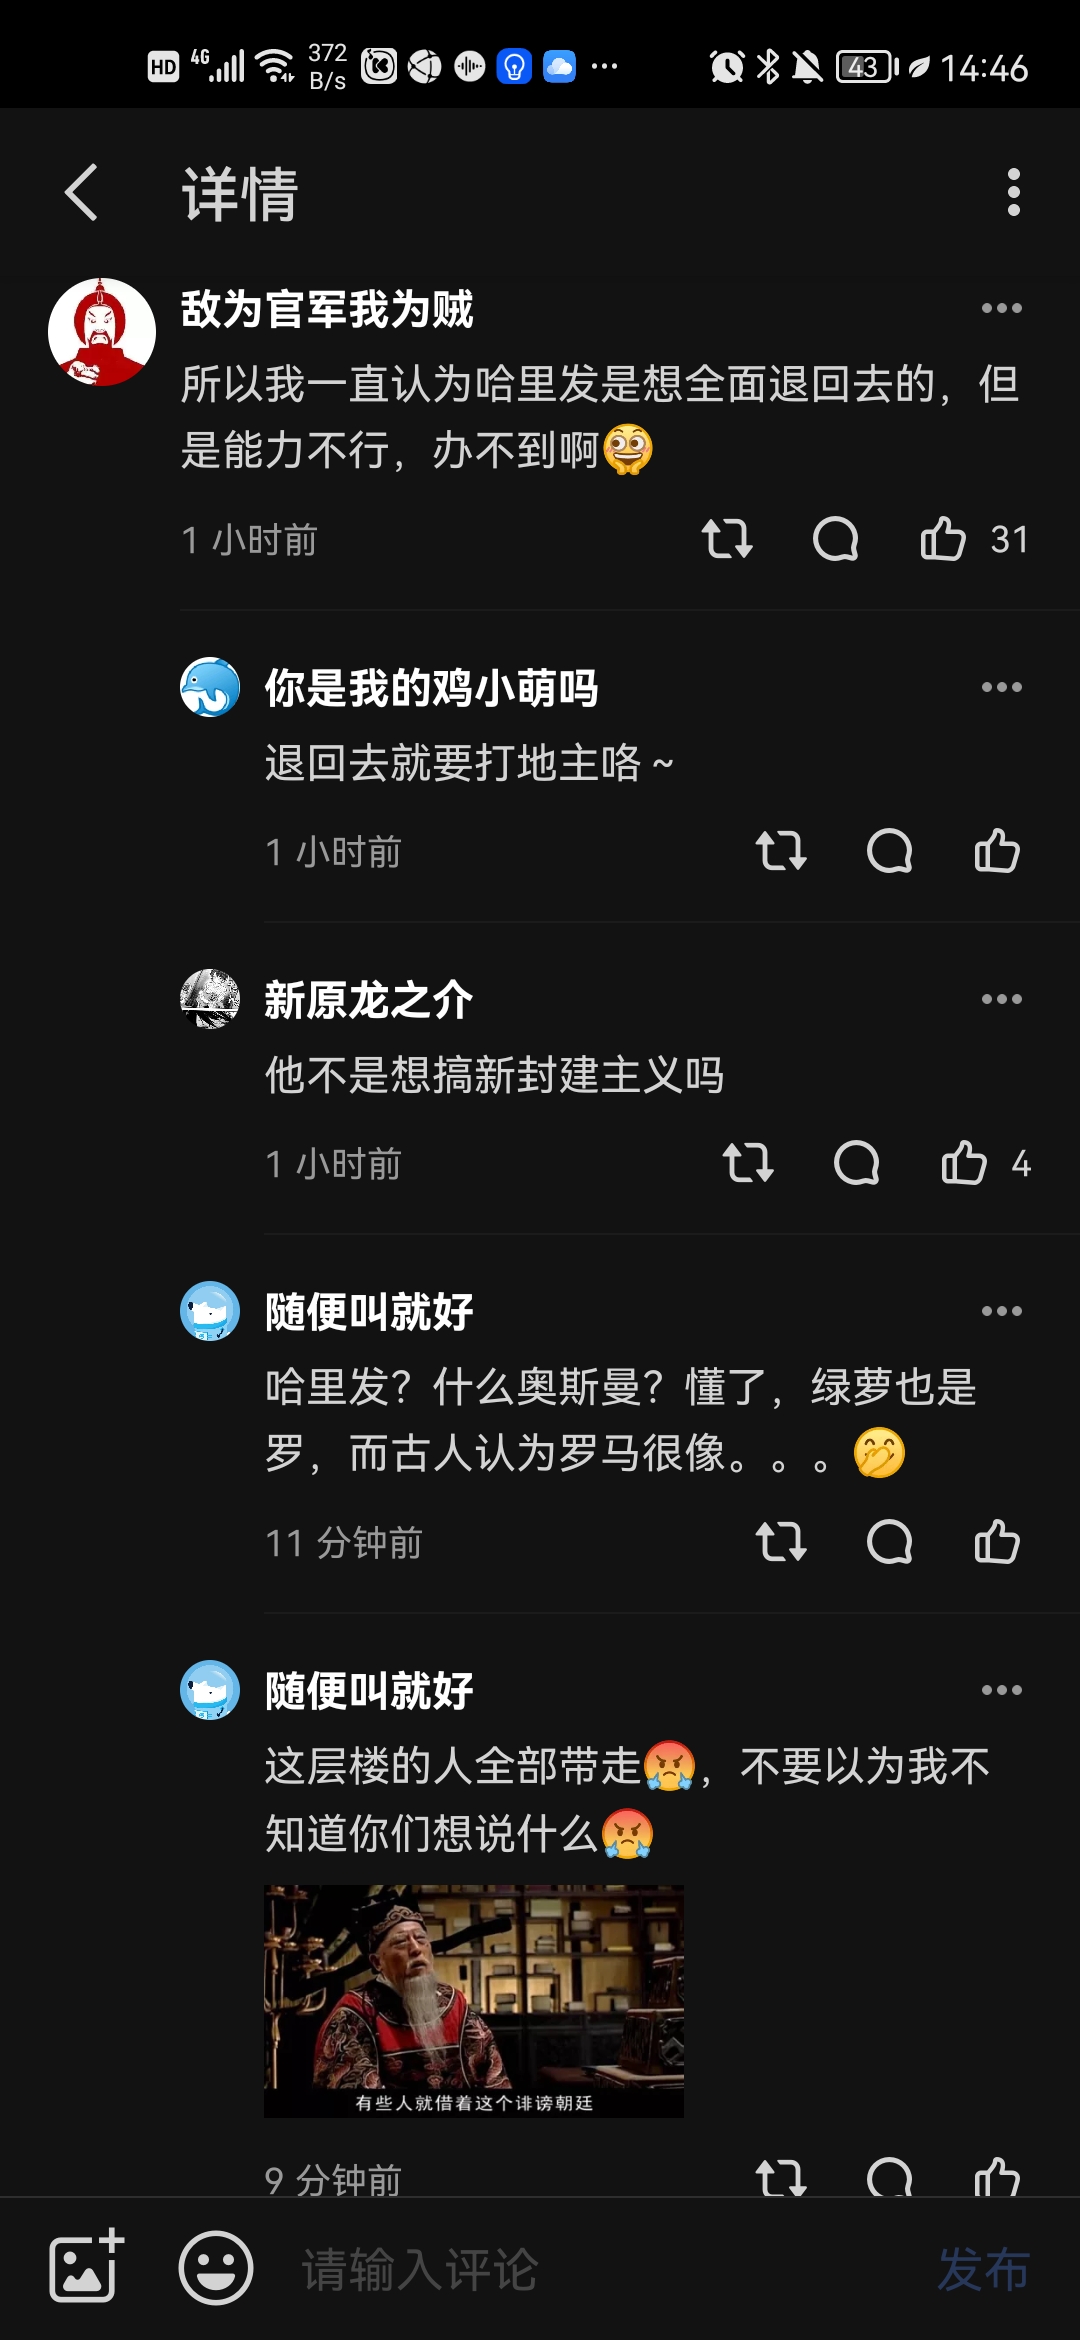 HD 4G 372 B/s 43 14:46
详情
敌为官军我为贼
所以我一直认为哈里发是想全面退回去的，但
是能力不行，办不到啊
1 小时前 31
你是我的鸡小萌吗
退回去就要打地主咯～
1 小时前
新原龙之介
他不是想搞新封建主义吗
1 小时前 4
随便叫就好
哈里发？什么奥斯曼？懂了，绿萝也是
罗，而古人认为罗马很像。。。
11 分钟前
随便叫就好
这层楼的人全部带走，不要以为我不
知道你们想说什么
有些人就借着这个诽谤朝廷
9 分钟前
请输入评论 发布